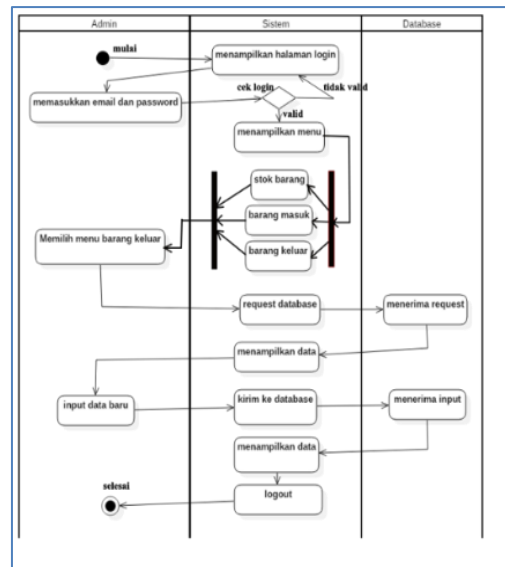 Admin
Sistem
Database
mulai
menampilkan halaman login
cek login
tidak valid
memasukkan email dan password
valid
menampilkan menu
stok barang
barang masuk
Memilih menu barang keluar
barang keluar
request database
menerima request
menampilkan data
input data baru
kirim ke database
menerima input
menampilkan data
selesai
logout